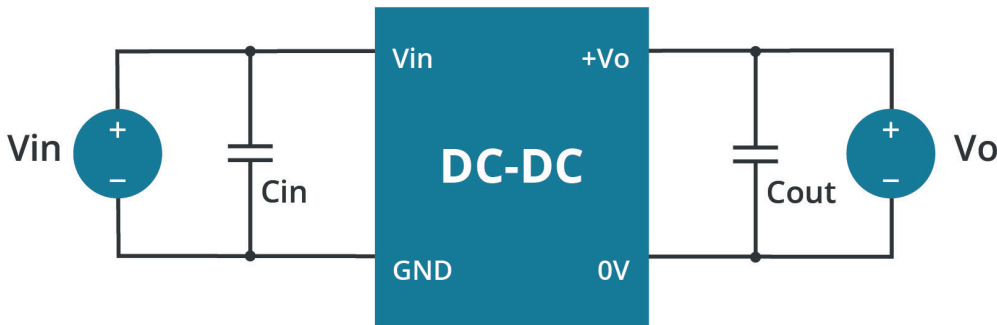 Vin
+
−
Cin
Vin
+Vo
DC-DC
GND
0V
Cout
+
−
Vo